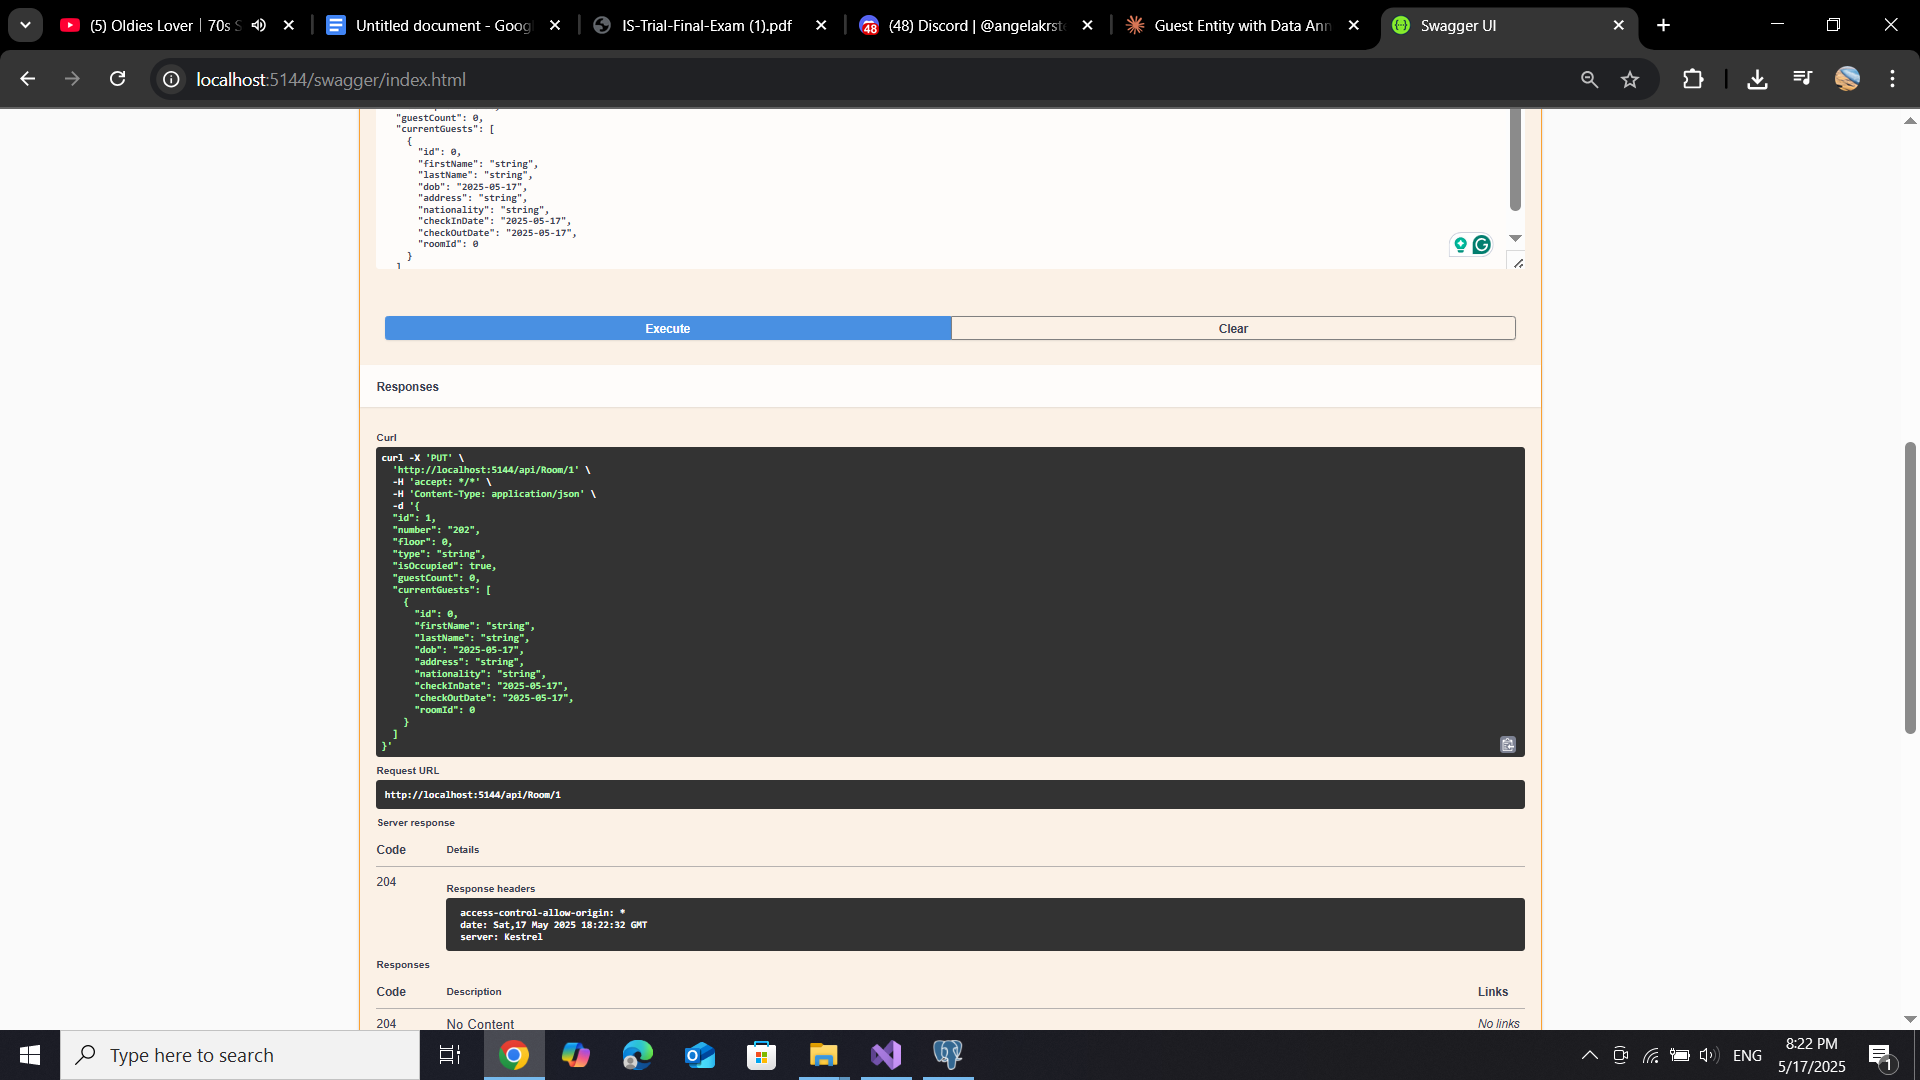 (5) Oldies Lover | 70s S
Untitled document - Goog
IS-Trial-Final-Exam (1).pdf
(48) Discord | @angelakrste
Guest Entity with Data Ann
Swagger UI
localhost:5144/swagger/index.html
"guestCount": 0,
"currentGuests": [
{
"id": 0,
"firstName": "string",
"lastName": "string",
"dob": "2025-05-17",
"address": "string",
"nationality": "string",
"checkInDate": "2025-05-17",
"checkOutDate": "2025-05-17",
"roomId": 0
}
]
Execute
Clear
Responses
Curl
curl -X 'PUT' \
'http://localhost:5144/api/Room/1' \
-H 'accept: */*' \
-H 'Content-Type: application/json' \
-d '{
"id": 1,
"number": "202",
"floor": 0,
"type": "string",
"isOccupied": true,
"guestCount": 0,
"currentGuests": [
{
"id": 0,
"firstName": "string",
"lastName": "string",
"dob": "2025-05-17",
"address": "string",
"nationality": "string",
"checkInDate": "2025-05-17",
"checkOutDate": "2025-05-17",
"roomId": 0
}
]
}'
Request URL
http://localhost:5144/api/Room/1
Server response
Code Details
204
Response headers
access-control-allow-origin: *
date: Sat,17 May 2025 18:22:32 GMT
server: Kestrel
Responses
Code Description Links
204 No Content No links
Type here to search
ENG
8:22 PM
5/17/2025
1